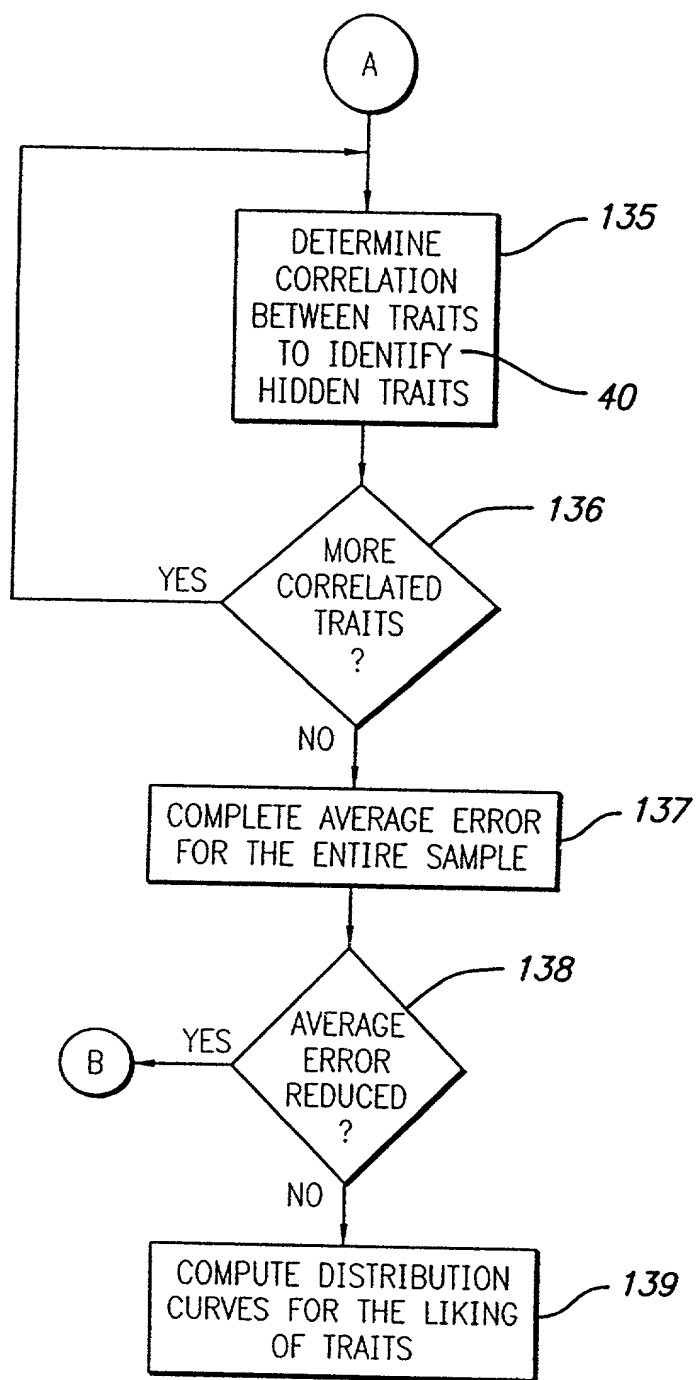 A
135
DETERMINE
CORRELATION
BETWEEN TRAITS
TO IDENTIFY
HIDDEN TRAITS
40
136
MORE
CORRELATED
TRAITS
?
YES
NO
137
COMPLETE AVERAGE ERROR
FOR THE ENTIRE SAMPLE
138
AVERAGE
ERROR
REDUCED
?
YES
B
NO
139
COMPUTE DISTRIBUTION
CURVES FOR THE LIKING
OF TRAITS